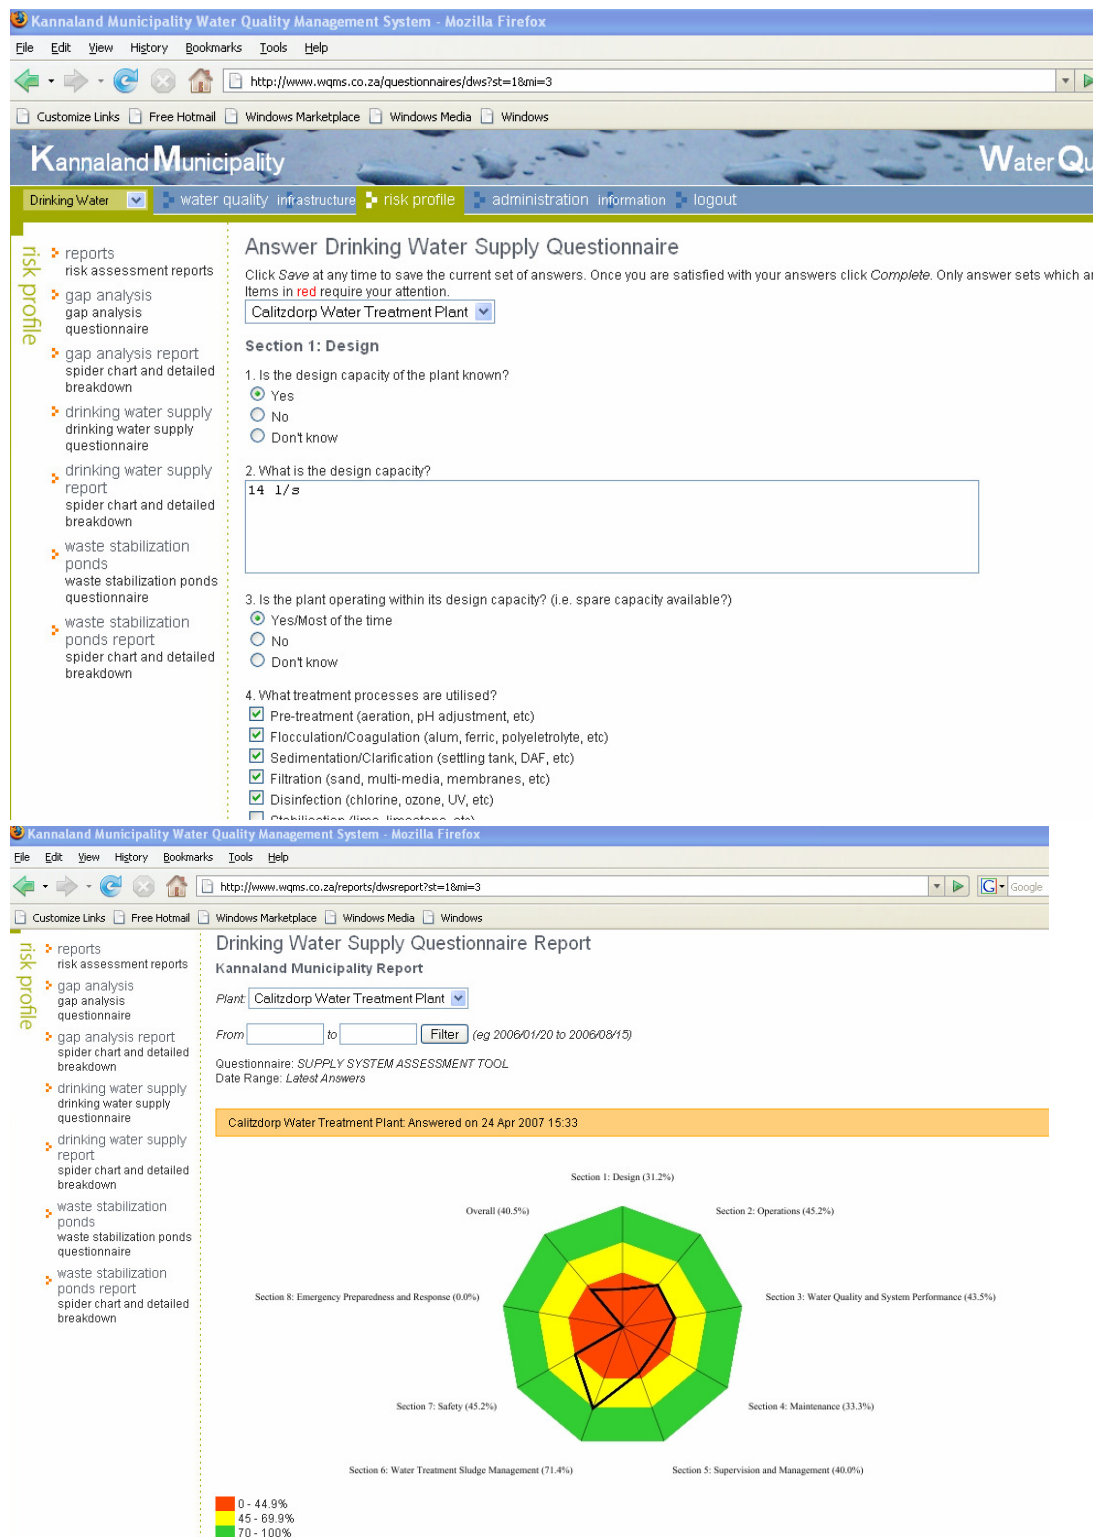 Kannaland Municipality Water Quality Management System - Mozilla Firefox
File Edit View History Bookmarks Tools Help
http://www.wqms.co.za/questionnaires/dws?st=1&mi=3
Customize Links Free Hotmail Windows Marketplace Windows Media Windows
Kannaland Municipality Water Qu
Drinking Water water quality infrastructure risk profile administration information logout
risk profile
reports
risk assessment reports
gap analysis
gap analysis
questionnaire
gap analysis report
spider chart and detailed
breakdown
drinking water supply
drinking water supply
questionnaire
drinking water supply
report
spider chart and detailed
breakdown
waste stabilization
ponds
waste stabilization ponds
questionnaire
waste stabilization
ponds report
spider chart and detailed
breakdown
Answer Drinking Water Supply Questionnaire
Click Save at any time to save the current set of answers. Once you are satisfied with your answers click Complete. Only answer sets which ar
Items in red require your attention.
Calitzdorp Water Treatment Plant
Section 1: Design
1. Is the design capacity of the plant known?
Yes
No
Don't know
2. What is the design capacity?
14 l/s
3. Is the plant operating within its design capacity? (i.e. spare capacity available?)
Yes/Most of the time
No
Don't know
4. What treatment processes are utilised?
Pre-treatment (aeration, pH adjustment, etc)
Flocculation/Coagulation (alum, ferric, polyeletrolyte, etc)
Sedimentation/Clarification (settling tank, DAF, etc)
Filtration (sand, multi-media, membranes, etc)
Disinfection (chlorine, ozone, UV, etc)
Stabilisation (lime, limestone, etc)
Kannaland Municipality Water Quality Management System - Mozilla Firefox
File Edit View History Bookmarks Tools Help
http://www.wqms.co.za/reports/dwsreport?st=1&mi=3
G Google
Customize Links Free Hotmail Windows Marketplace Windows Media Windows
risk profile
reports
risk assessment reports
gap analysis
gap analysis
questionnaire
gap analysis report
spider chart and detailed
breakdown
drinking water supply
drinking water supply
questionnaire
drinking water supply
report
spider chart and detailed
breakdown
waste stabilization
ponds
waste stabilization ponds
questionnaire
waste stabilization
ponds report
spider chart and detailed
breakdown
Drinking Water Supply Questionnaire Report
Kannaland Municipality Report
Plant: Calitzdorp Water Treatment Plant
From to Filter (eg 2006/01/20 to 2006/08/15)
Questionnaire: SUPPLY SYSTEM ASSESSMENT TOOL
Date Range: Latest Answers
Calitzdorp Water Treatment Plant: Answered on 24 Apr 2007 15:33
Section 1: Design (31.2%)
Overall (40.5%)
Section 2: Operations (45.2%)
Section 8: Emergency Preparedness and Response (0.0%)
Section 3: Water Quality and System Performance (43.5%)
Section 7: Safety (45.2%)
Section 4: Maintenance (33.3%)
Section 6: Water Treatment Sludge Management (71.4%)
Section 5: Supervision and Management (40.0%)
0 - 44.9%
45 - 69.9%
70 - 100%